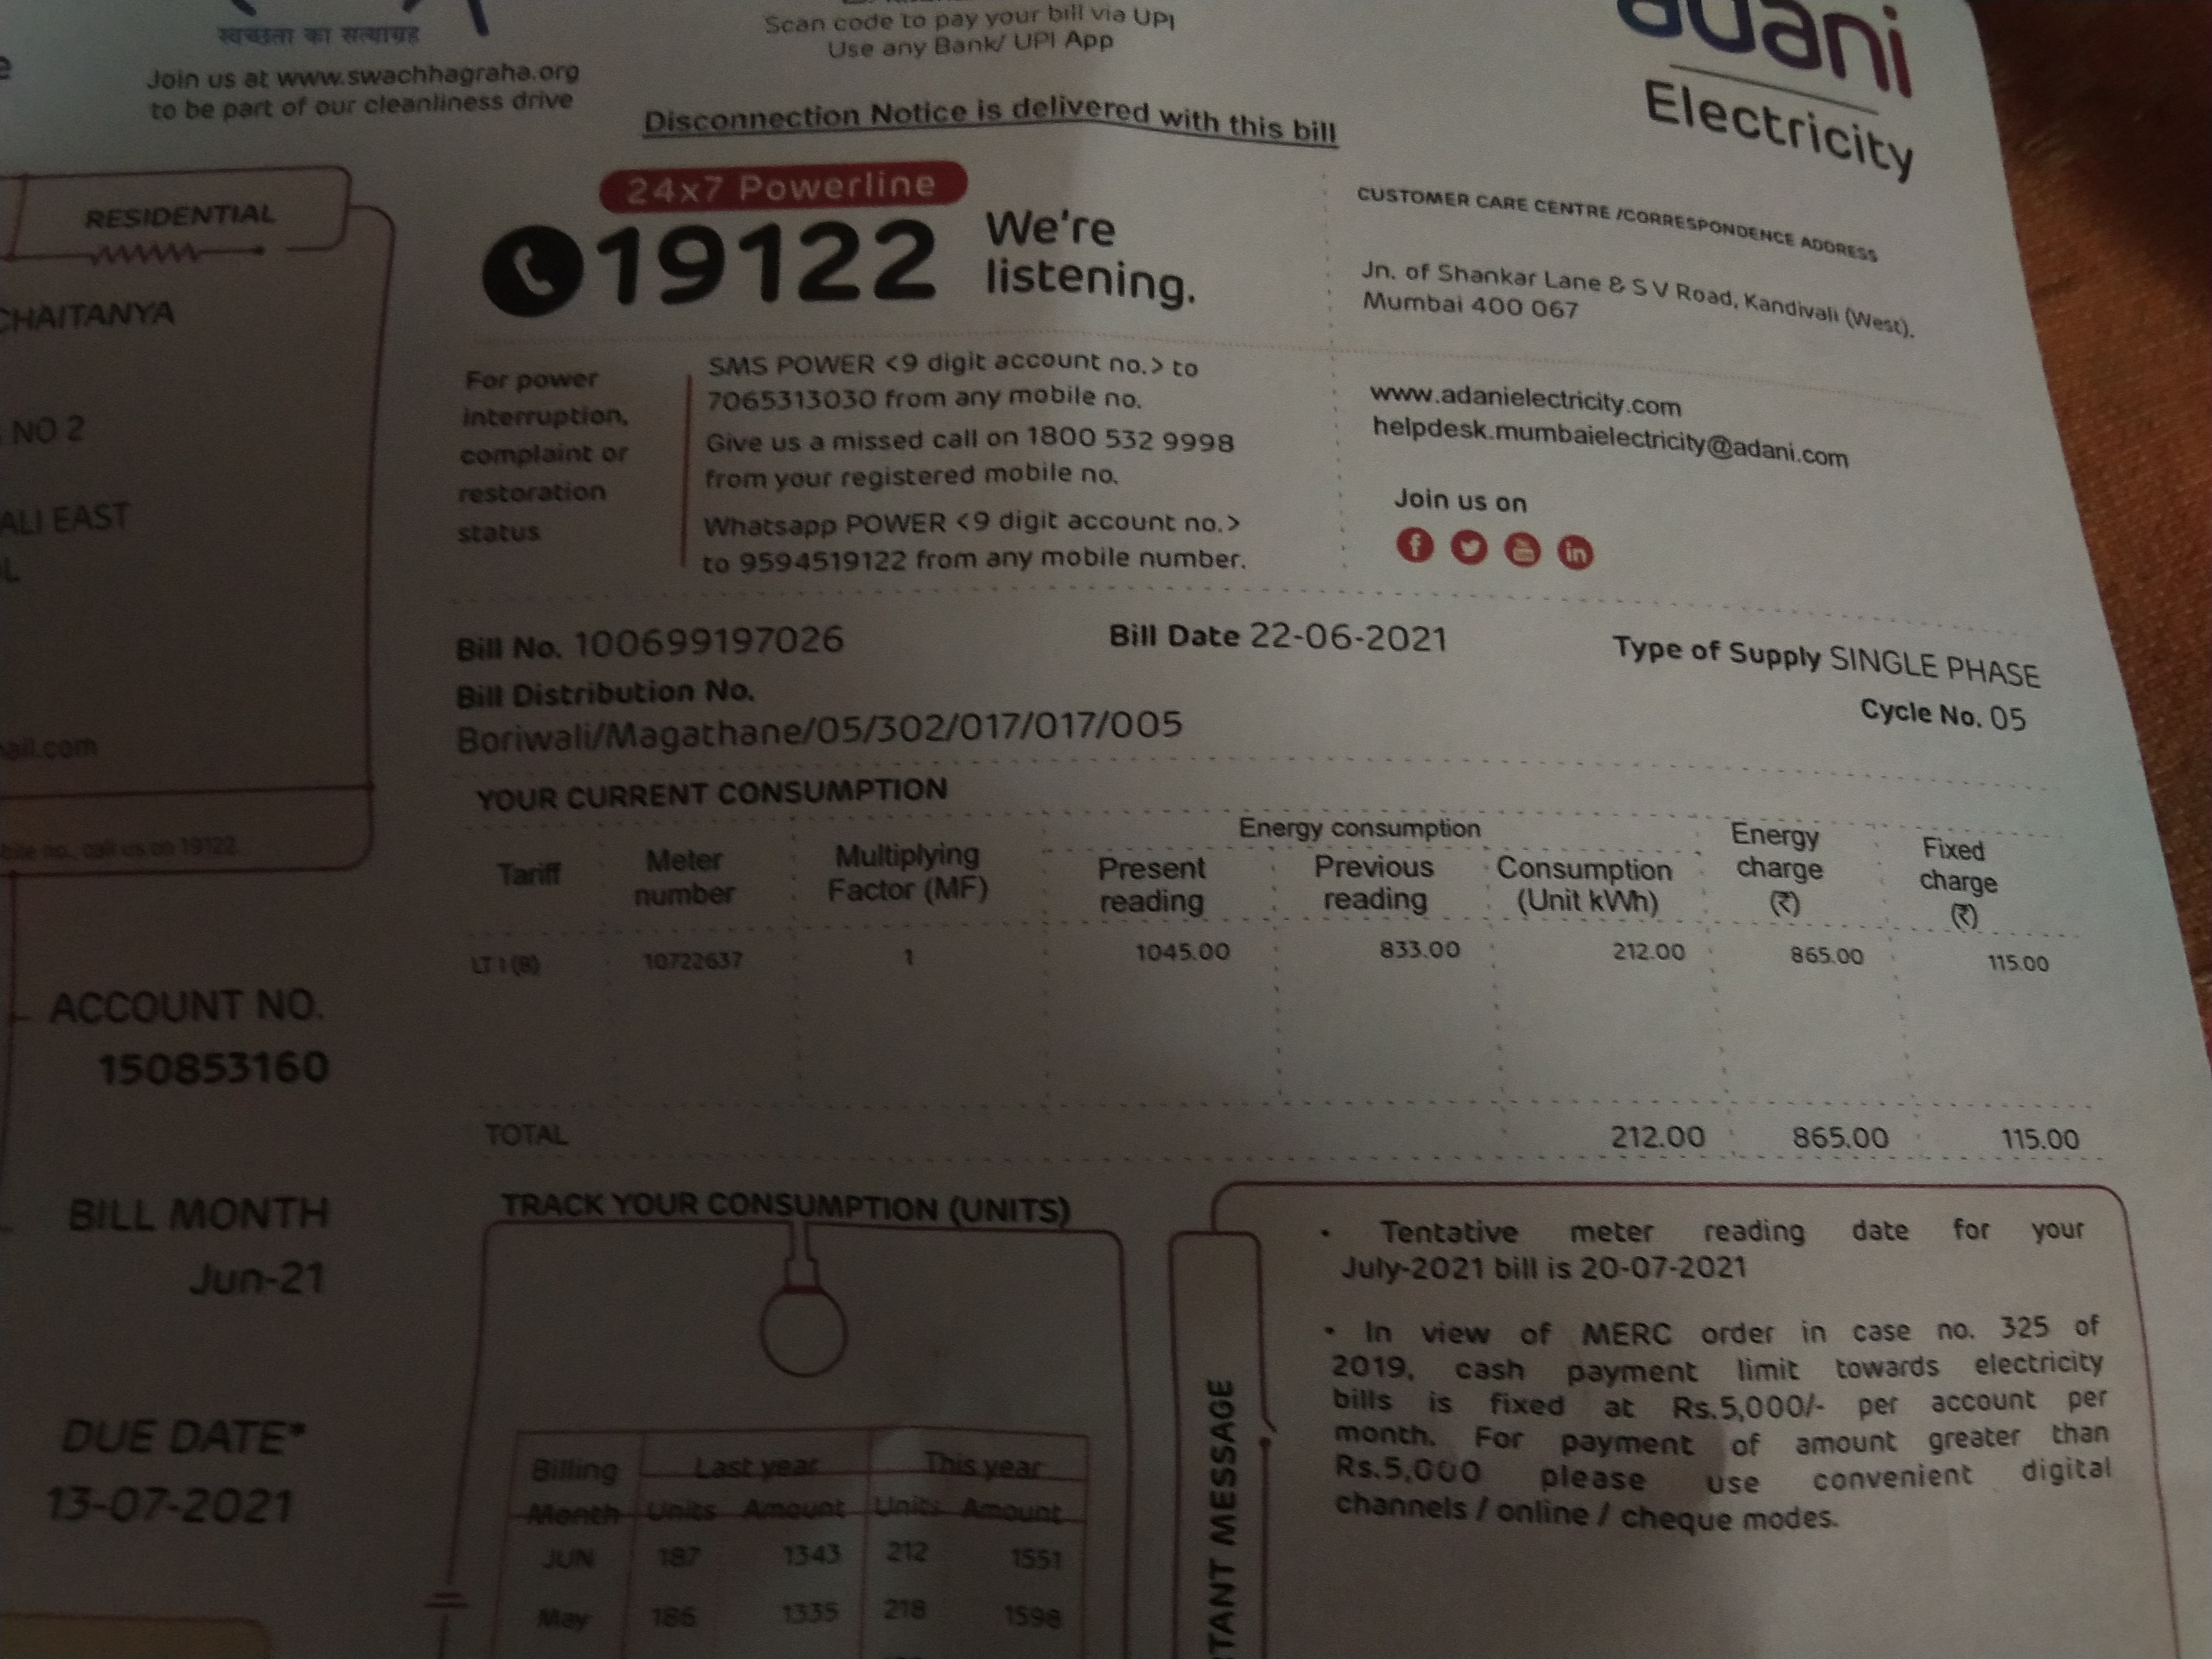 स्वच्छता का सत्याग्रह
Join us at www.swachhagraha.org
to be part of our cleanliness drive
Scan code to pay your bill via UPI
Use any Bank/ UPI App
adani
Electricity
Disconnection Notice is delivered with this bill
RESIDENTIAL
CHAITANYA
NO 2
ALI EAST
ail.com
bile no., call us on 19122
24x7 Powerline
19122
We're
listening.
CUSTOMER CARE CENTRE /CORRESPONDENCE ADDRESS
Jn. of Shankar Lane & S V Road, Kandivali (West).
Mumbai 400 067
For power
interruption,
complaint or
restoration
status
SMS POWER <9 digit account no.> to
7065313030 from any mobile no.
Give us a missed call on 1800 532 9998
from your registered mobile no.
Whatsapp POWER <9 digit account no.>
to 9594519122 from any mobile number.
www.adanielectricity.com
helpdesk.mumbaielectricity@adani.com
Join us on
Bill No. 100699197026
Bill Date 22-06-2021
Type of Supply SINGLE PHASE
Bill Distribution No.
Cycle No. 05
Boriwali/Magathane/05/302/017/017/005
YOUR CURRENT CONSUMPTION
Energy consumption
Tariff
Meter
number
Multiplying
Factor (MF)
Present
reading
Previous
reading
Consumption
(Unit kWh)
Energy
charge
(₹)
Fixed
charge
(₹)
LT I (B) 10722637 1 1045.00 833.00 212.00 865.00 115.00
TOTAL 212.00 865.00 115.00
ACCOUNT NO.
150853160
BILL MONTH
Jun-21
DUE DATE*
13-07-2021
TRACK YOUR CONSUMPTION (UNITS)
Billing Last year This year
Month Units Amount Units Amount
JUN 187 1343 212 1551
May 186 1335 218 1598
TANT MESSAGE
• Tentative meter reading date for your
July-2021 bill is 20-07-2021
• In view of MERC order in case no. 325 of
2019, cash payment limit towards electricity
bills is fixed at Rs.5,000/- per account per
month. For payment of amount greater than
Rs.5,000 please use convenient digital
channels / online / cheque modes.